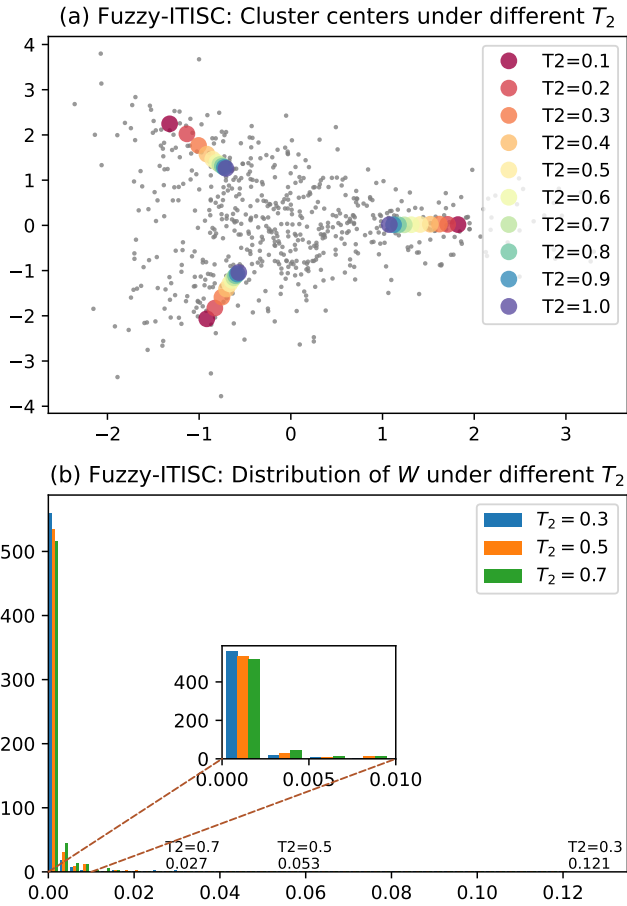 (a) Fuzzy-ITISC: Cluster centers under different T₂
4
3
2
1
0
−1
−2
−3
−4
T2=0.1
T2=0.2
T2=0.3
T2=0.4
T2=0.5
T2=0.6
T2=0.7
T2=0.8
T2=0.9
T2=1.0
−2 −1 0 1 2 3
(b) Fuzzy-ITISC: Distribution of W under different T₂
500
400
300
200
100
0
T₂ = 0.3
T₂ = 0.5
T₂ = 0.7
400
200
0
0.000 0.005 0.010
T2=0.7 T2=0.5 T2=0.3
0.027 0.053 0.121
0.00 0.02 0.04 0.06 0.08 0.10 0.12